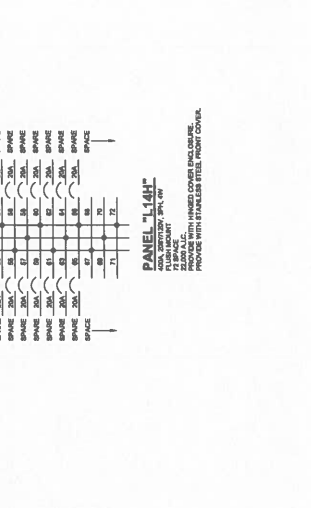 SPARE 20A 55 56 20A SPARE
SPARE 20A 57 58 20A SPARE
SPARE 20A 59 60 20A SPARE
SPARE 20A 61 62 20A SPARE
SPARE 20A 63 64 20A SPARE
SPARE 20A 65 66 20A SPARE
SPACE 67 68 SPACE
69 70
71 72
PANEL "L14H"
400A, 208Y/120V, 3PH, 4W
FLUSH MOUNT
72 SPACE
22,000 A.I.C.
PROVIDE WITH HINGED COVER ENCLOSURE.
PROVIDE WITH STAINLESS STEEL FRONT COVER.